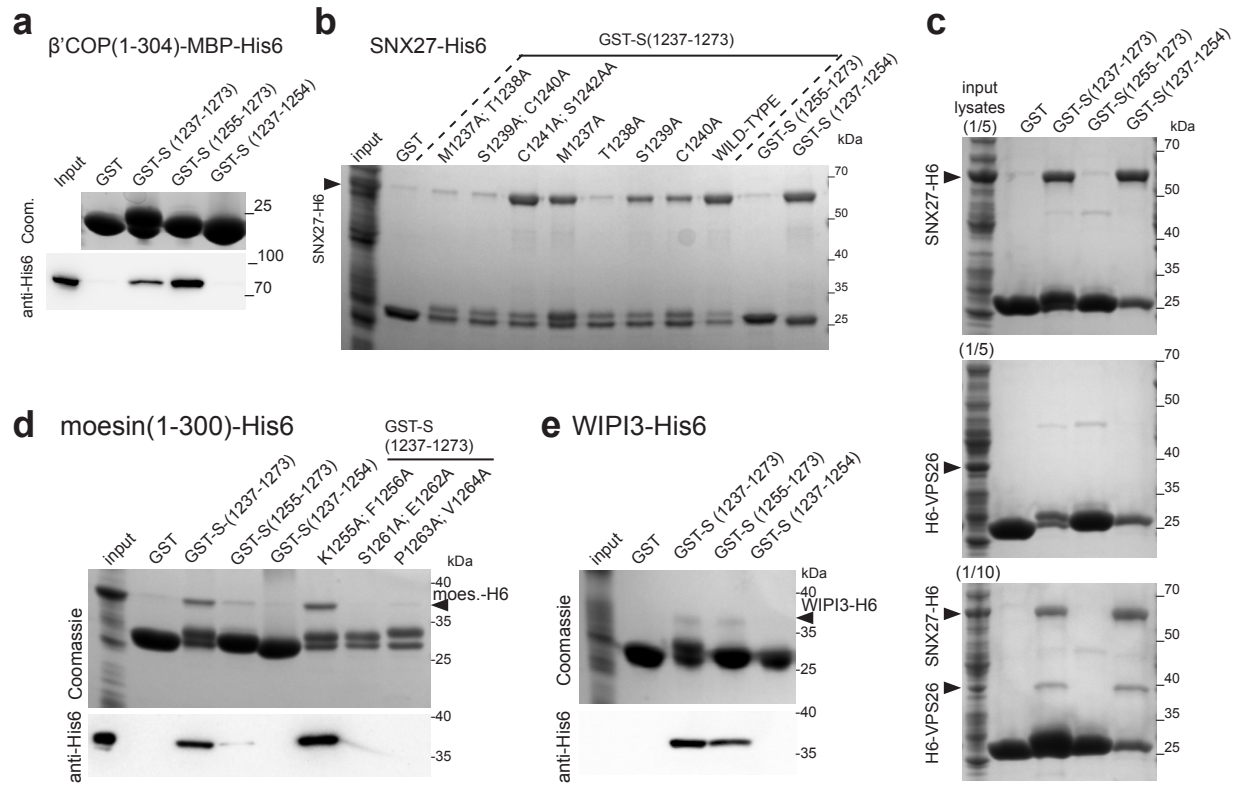 a
β'COP(1-304)-MBP-His6
Input
GST
GST-S (1237-1273)
GST-S (1255-1273)
GST-S (1237-1254)
Coom.
25
anti-His6
100
70
b
SNX27-His6
GST-S(1237-1273)
input
GST
M1237A; T1238A
S1239A; C1240A
C1241A; S1242AA
M1237A
T1238A
S1239A
C1240A
WILD-TYPE
GST-S (1255-1273)
GST-S (1237-1254)
kDa
SNX27-H6
70
50
40
35
25
c
input
lysates
(1/5)
GST
GST-S(1237-1273)
GST-S(1255-1273)
GST-S(1237-1254)
kDa
SNX27-H6
70
50
40
35
25
(1/5)
H6-VPS26
70
50
40
35
25
(1/10)
SNX27-H6
H6-VPS26
70
50
40
35
25
d
moesin(1-300)-His6
GST-S
(1237-1273)
input
GST
GST-S-(1237-1273)
GST-S(1255-1273)
GST-S(1237-1254)
K1255A; F1256A
S1261A; E1262A
P1263A; V1264A
kDa
-40
moes.-H6
-35
-25
Coomassie
anti-His6
-40
-35
e
WIPI3-His6
input
GST
GST-S (1237-1273)
GST-S (1255-1273)
GST-S (1237-1254)
kDa
-40
WIPI3-H6
-35
-25
Coomassie
anti-His6
-40
-35